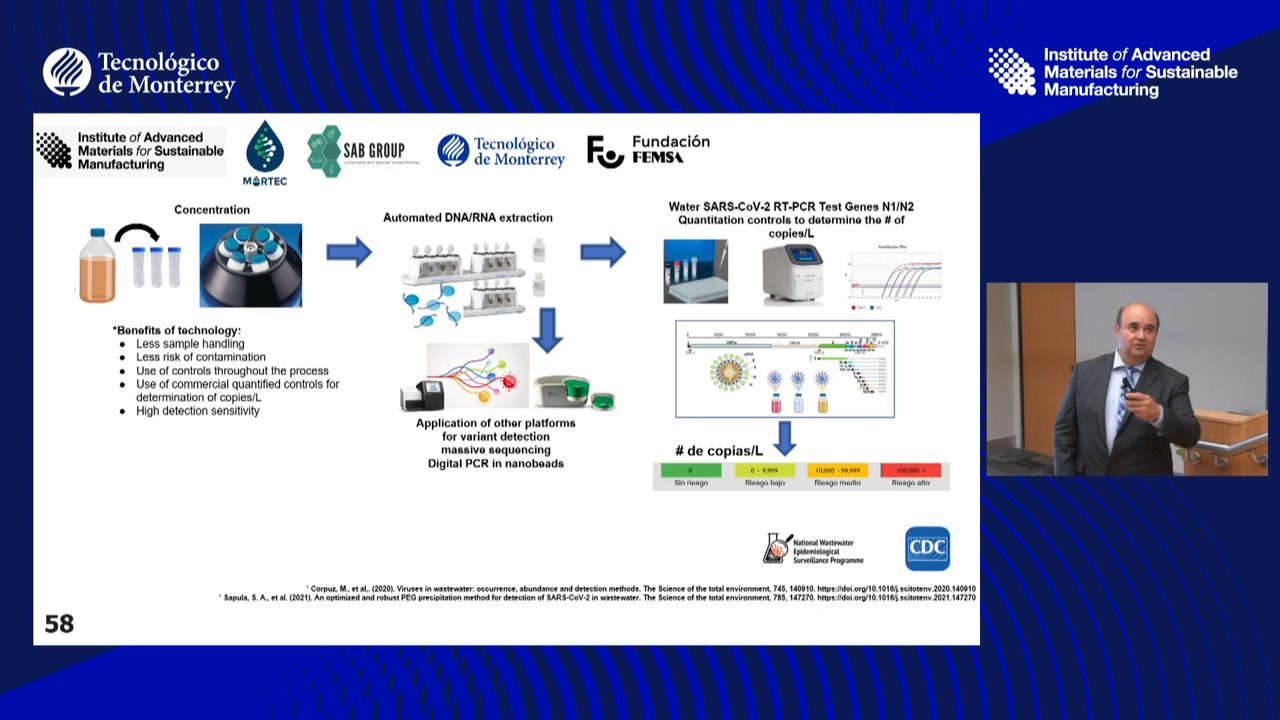 Tecnológico
de Monterrey
Institute of Advanced
Materials for Sustainable
Manufacturing
Institute of Advanced
Materials for Sustainable
Manufacturing
MARTEC
SAB GROUP
Tecnológico
de Monterrey
Fundación
FEMSA
Concentration
Automated DNA/RNA extraction
Water SARS-CoV-2 RT-PCR Test Genes N1/N2
Quantitation controls to determine the # of
copies/L
Amplification Plot
*Benefits of technology:
● Less sample handling
● Less risk of contamination
● Use of controls throughout the process
● Use of commercial quantified controls for
determination of copies/L
● High detection sensitivity
Application of other platforms
for variant detection
massive sequencing
Digital PCR in nanobeads
# de copias/L
0
0 - 9,999
10,000 - 99,999
100,000 +
Sin riesgo
Riesgo bajo
Riesgo medio
Riesgo alto
National Wastewater
Epidemiological
Surveillance Programme
CDC
* Corpuz, M., et al,. (2020). Viruses in wastewater: occurrence, abundance and detection methods. The Science of the total environment, 745, 140910. https://doi.org/10.1016/j.scitotenv.2020.140910
* Sapula, S. A., et al. (2021). An optimized and robust PEG precipitation method for detection of SARS-CoV-2 in wastewater. The Science of the total environment, 785, 147270. https://doi.org/10.1016/j.scitotenv.2021.147270
58